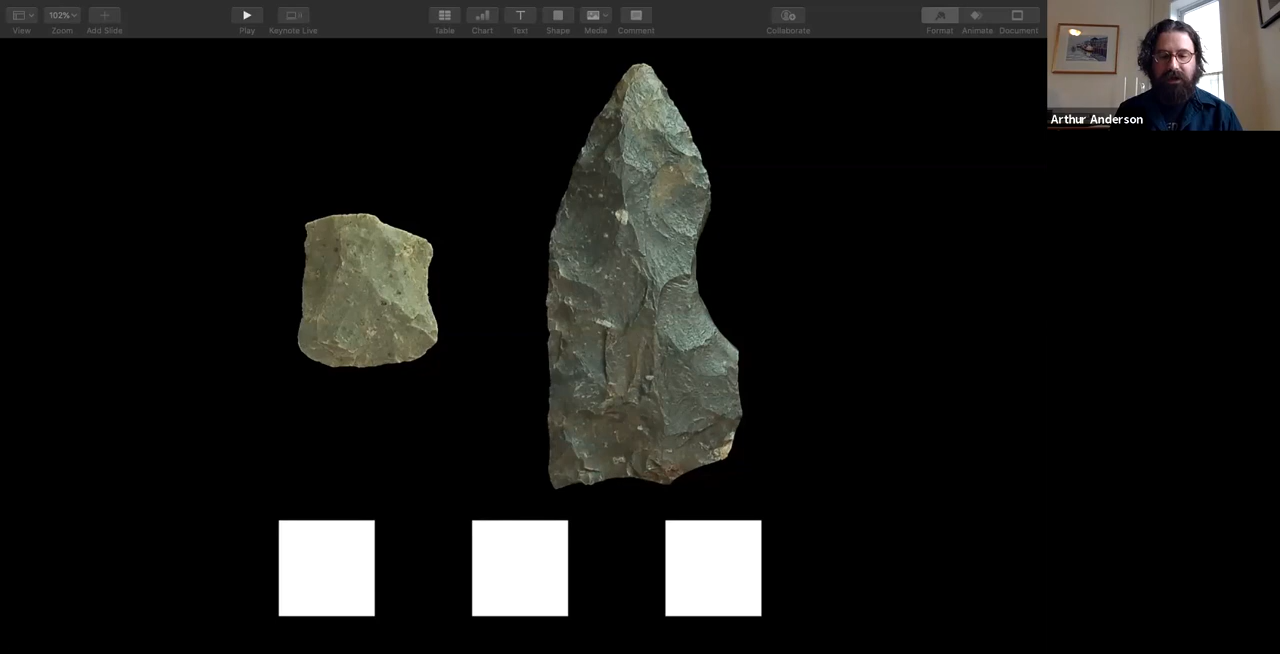 102%
View Zoom Add Slide Play Keynote Live Table Chart Text Shape Media Comment Collaborate Format Animate Document
Arthur Anderson